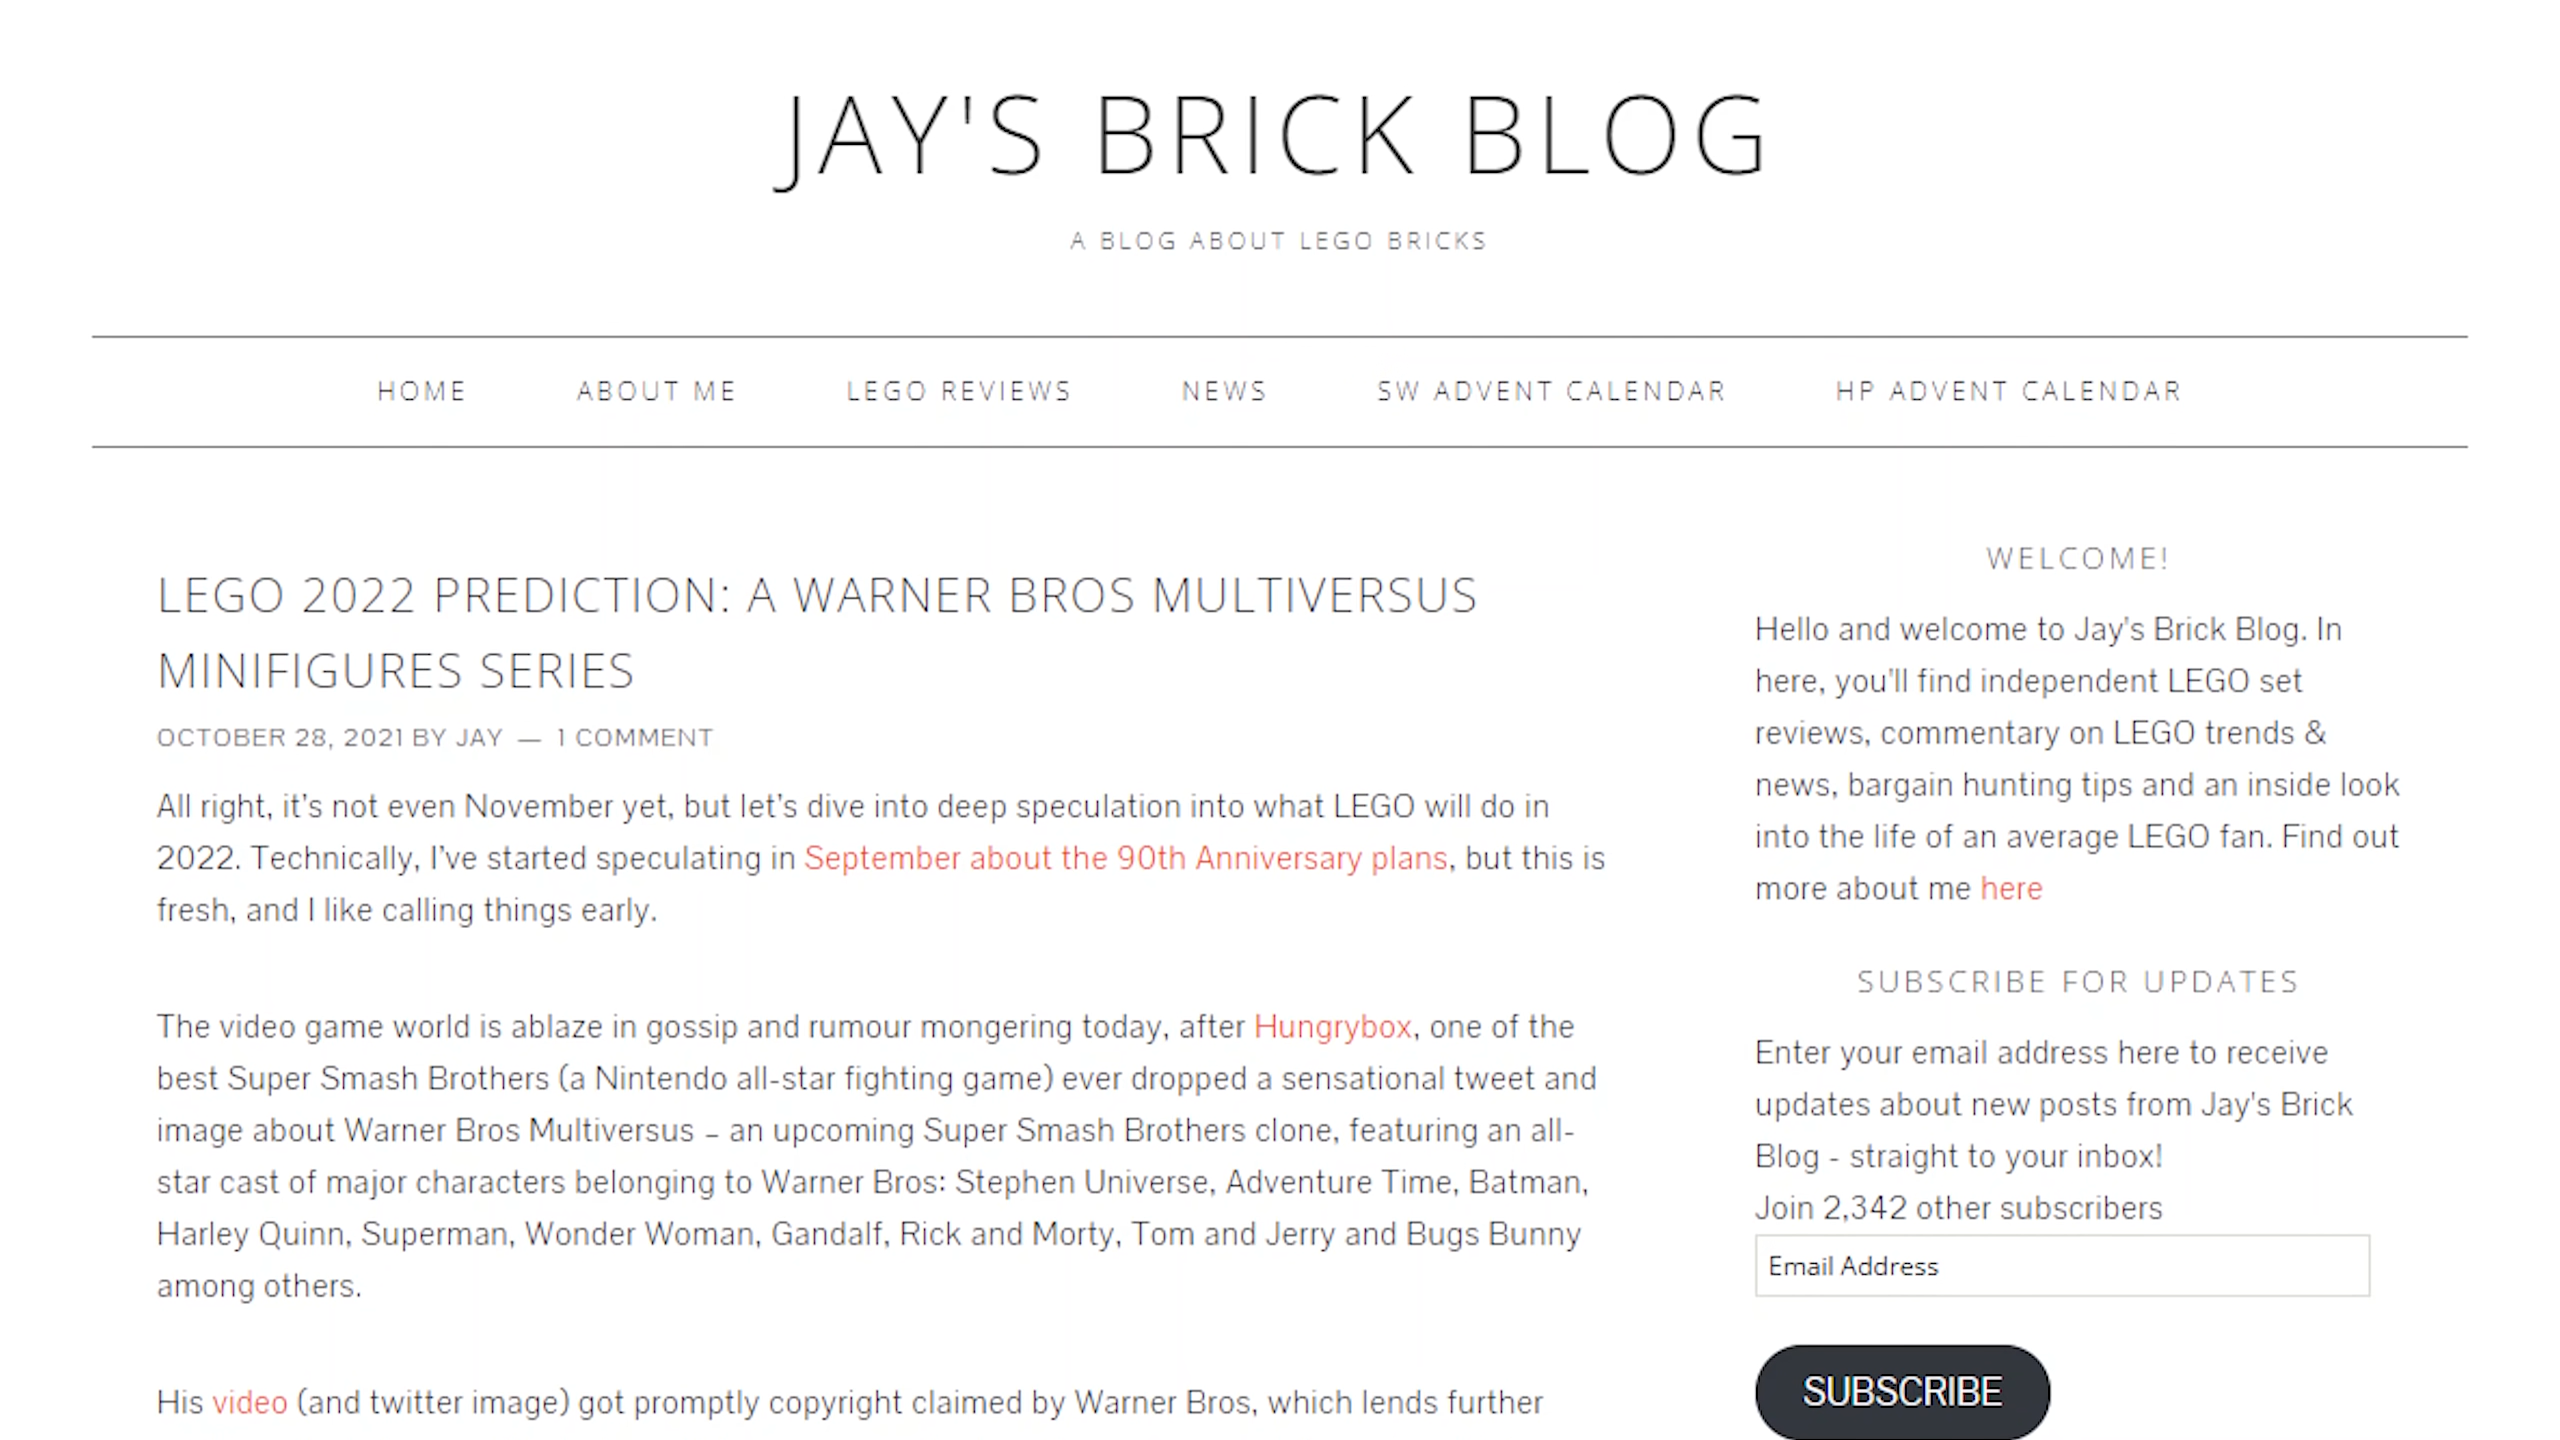 JAY'S BRICK BLOG
A BLOG ABOUT LEGO BRICKS
HOME ABOUT ME LEGO REVIEWS NEWS SW ADVENT CALENDAR HP ADVENT CALENDAR
LEGO 2022 PREDICTION: A WARNER BROS MULTIVERSUS
MINIFIGURES SERIES
OCTOBER 28, 2021 BY JAY — 1 COMMENT
All right, it's not even November yet, but let's dive into deep speculation into what LEGO will do in
2022. Technically, I've started speculating in September about the 90th Anniversary plans, but this is
fresh, and I like calling things early.
The video game world is ablaze in gossip and rumour mongering today, after Hungrybox, one of the
best Super Smash Brothers (a Nintendo all-star fighting game) ever dropped a sensational tweet and
image about Warner Bros Multiversus – an upcoming Super Smash Brothers clone, featuring an all-
star cast of major characters belonging to Warner Bros: Stephen Universe, Adventure Time, Batman,
Harley Quinn, Superman, Wonder Woman, Gandalf, Rick and Morty, Tom and Jerry and Bugs Bunny
among others.
His video (and twitter image) got promptly copyright claimed by Warner Bros, which lends further
WELCOME!
Hello and welcome to Jay's Brick Blog. In
here, you'll find independent LEGO set
reviews, commentary on LEGO trends &
news, bargain hunting tips and an inside look
into the life of an average LEGO fan. Find out
more about me here
SUBSCRIBE FOR UPDATES
Enter your email address here to receive
updates about new posts from Jay's Brick
Blog - straight to your inbox!
Join 2,342 other subscribers
Email Address
SUBSCRIBE